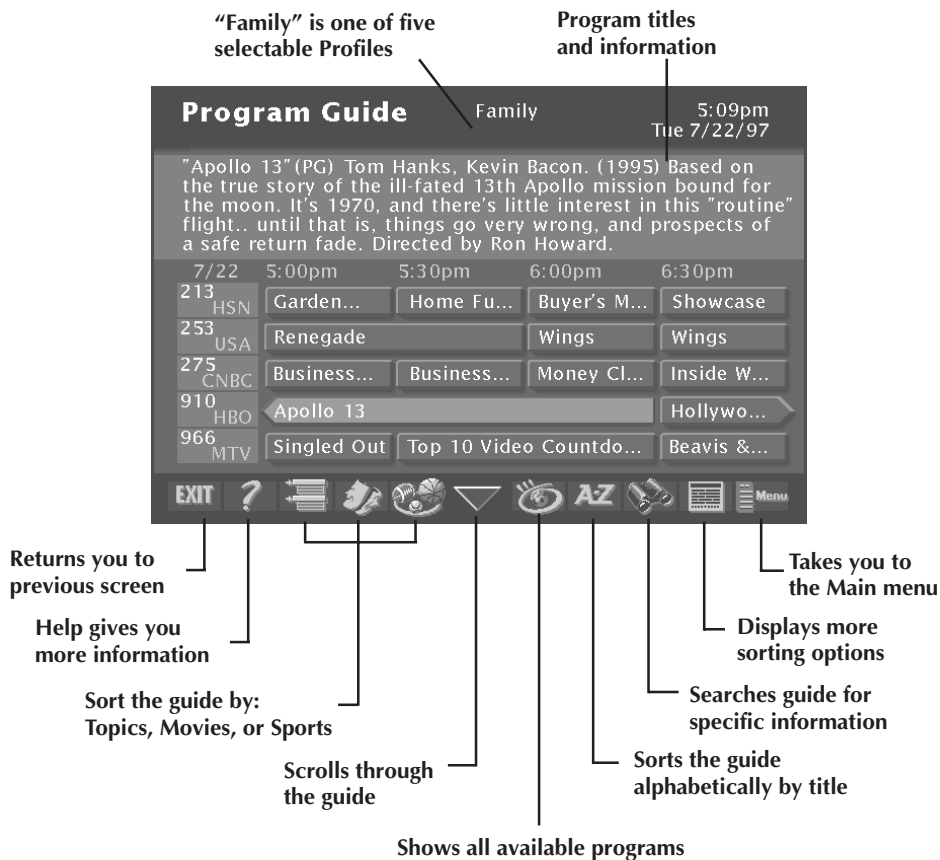 “Family” is one of five
selectable Profiles
Program titles
and information
Program Guide
Family
5:09pm
Tue 7/22/97
"Apollo 13" (PG) Tom Hanks, Kevin Bacon. (1995) Based on
the true story of the ill-fated 13th Apollo mission bound for
the moon. It's 1970, and there's little interest in this "routine"
flight.. until that is, things go very wrong, and prospects of
a safe return fade. Directed by Ron Howard.
7/22 5:00pm 5:30pm 6:00pm 6:30pm
213 HSN Garden... Home Fu... Buyer's M... Showcase
253 USA Renegade Wings Wings
275 CNBC Business... Business... Money Cl... Inside W...
910 HBO Apollo 13 Hollywo...
966 MTV Singled Out Top 10 Video Countdo... Beavis &...
EXIT ? A-Z Menu
Returns you to
previous screen
Takes you to
the Main menu
Help gives you
more information
Displays more
sorting options
Sort the guide by:
Topics, Movies, or Sports
Searches guide for
specific information
Scrolls through
the guide
Sorts the guide
alphabetically by title
Shows all available programs